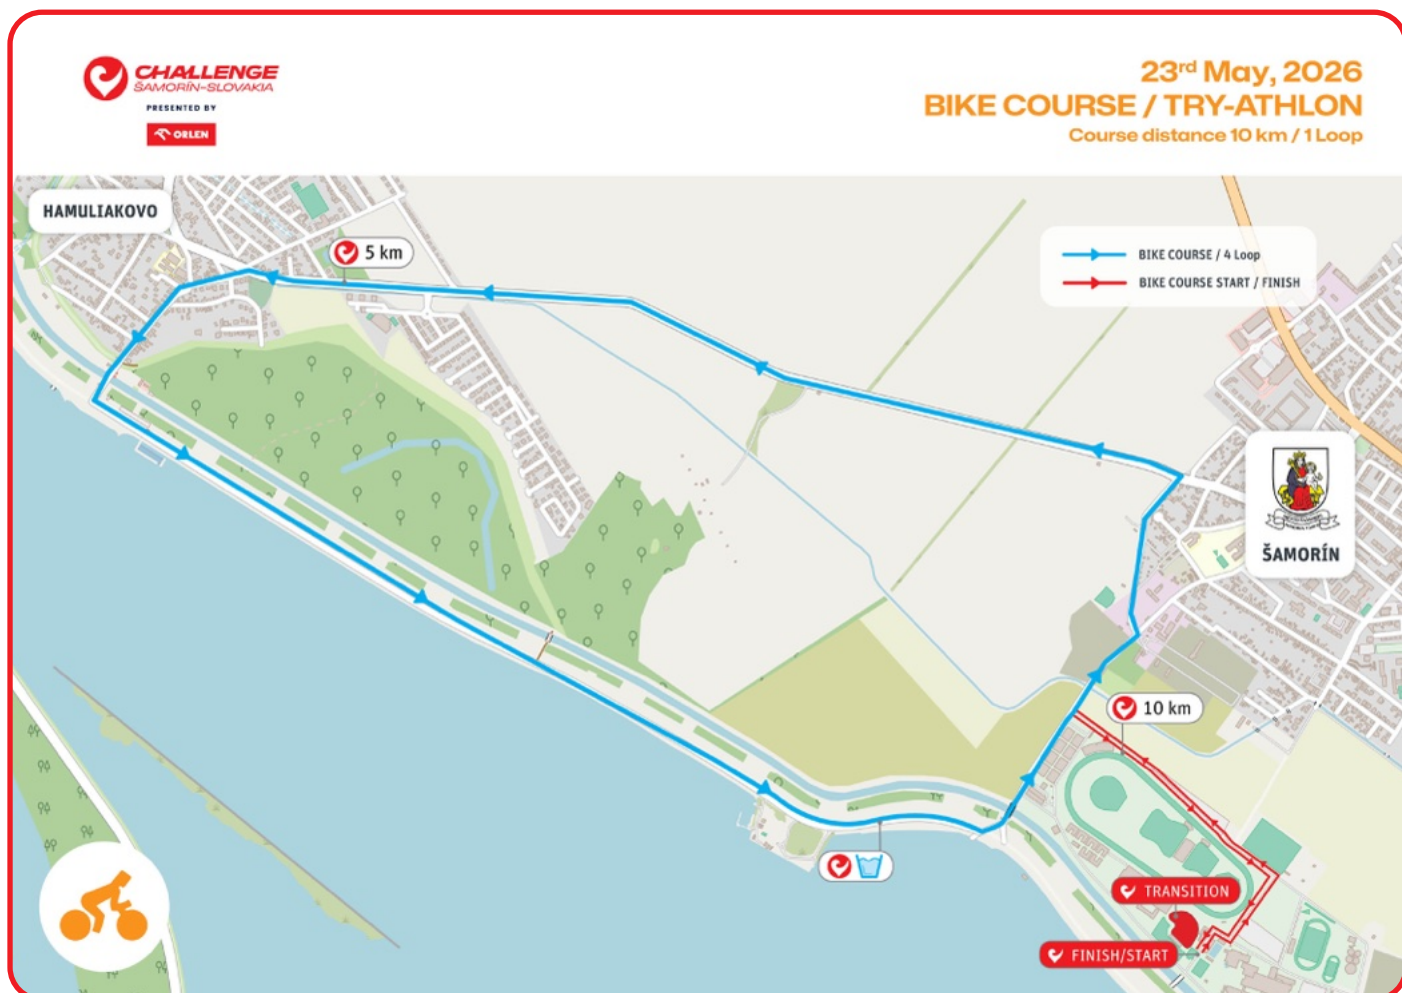 CHALLENGE
ŠAMORÍN-SLOVAKIA
PRESENTED BY
ORLEN
23rd May, 2026
BIKE COURSE / TRY-ATHLON
Course distance 10 km / 1 Loop
HAMULIAKOVO
5 km
BIKE COURSE / 4 Loop
BIKE COURSE START / FINISH
ŠAMORÍN
10 km
TRANSITION
FINISH/START